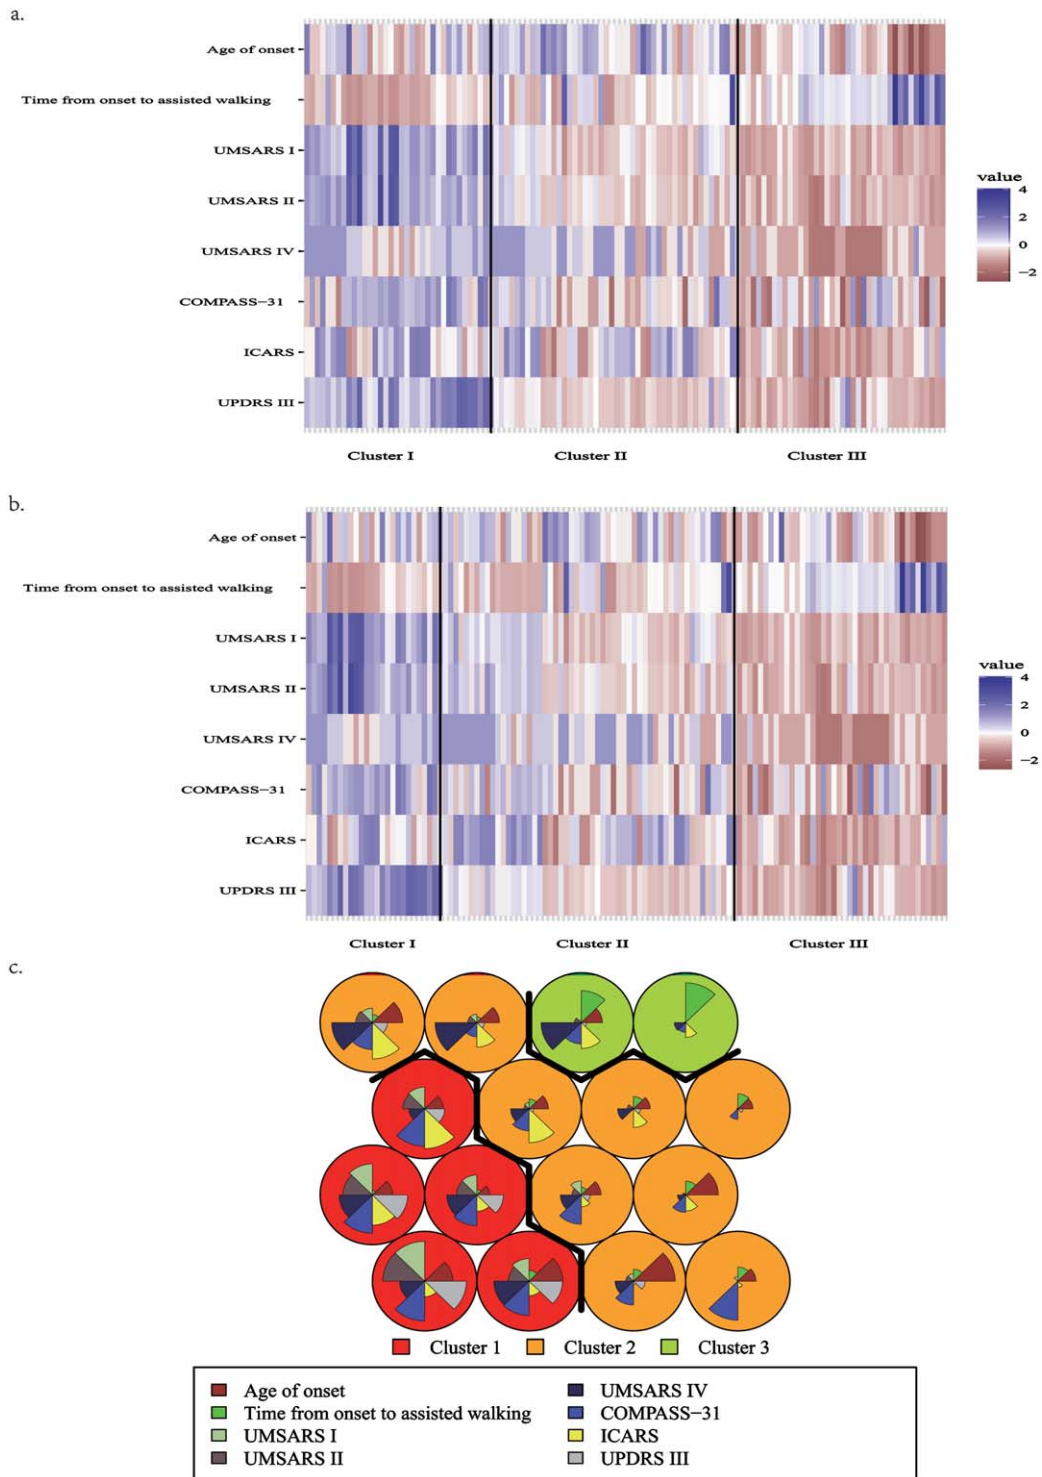 a.
Age of onset
Time from onset to assisted walking
UMSARS I
UMSARS II
UMSARS IV
COMPASS-31
ICARS
UPDRS III
Cluster I Cluster II Cluster III
value
4
2
0
-2
b.
Age of onset
Time from onset to assisted walking
UMSARS I
UMSARS II
UMSARS IV
COMPASS-31
ICARS
UPDRS III
Cluster I Cluster II Cluster III
value
4
2
0
-2
c.
Cluster 1 Cluster 2 Cluster 3
Age of onset UMSARS IV
Time from onset to assisted walking COMPASS-31
UMSARS I ICARS
UMSARS II UPDRS III